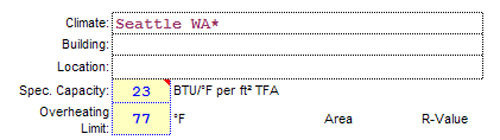 Climate: Seattle WA*
Building:
Location:
Spec. Capacity: 23 BTU/°F per ft² TFA
Overheating
Limit: 77 °F Area R-Value